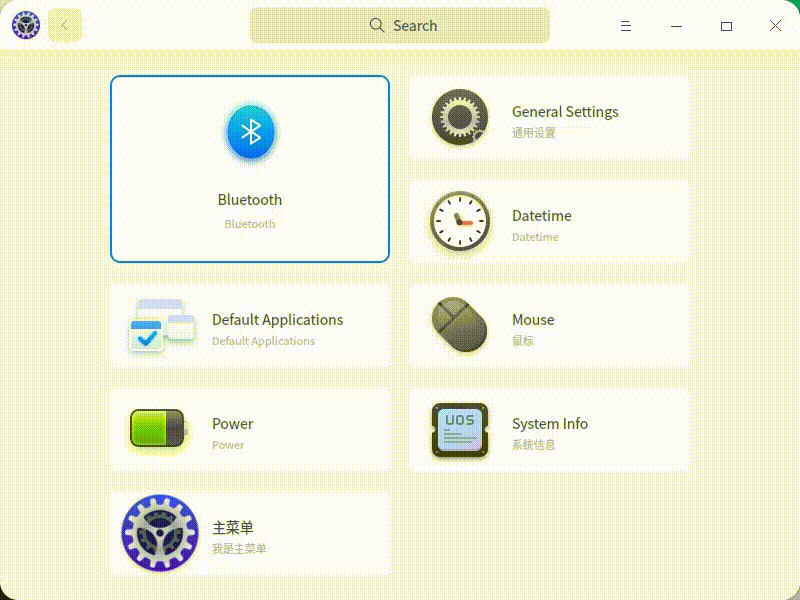 Search
Bluetooth
Bluetooth
General Settings
通用设置
Datetime
Datetime
Default Applications
Default Applications
Mouse
鼠标
Power
Power
UOS
System Info
系统信息
主菜单
我是主菜单